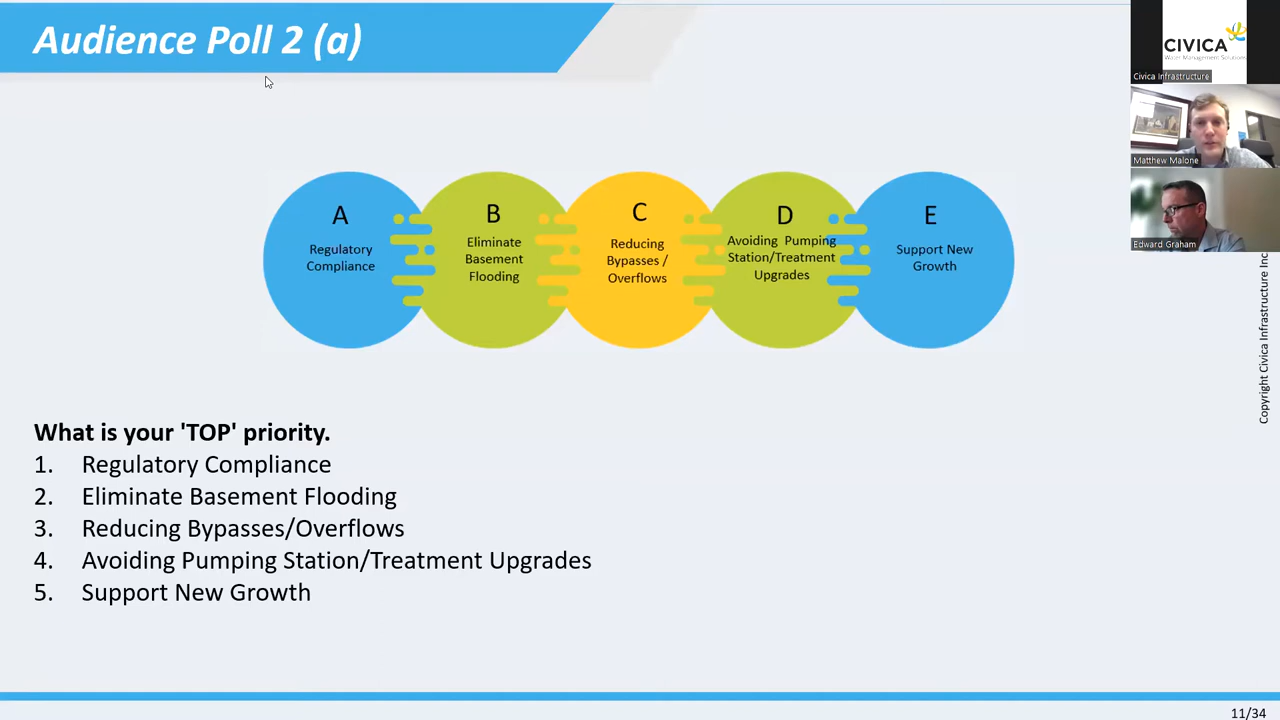 Audience Poll 2 (a)
CIVICA
Water Management Solutions
Civica Infrastructure
Matthew Malone
Edward Graham
A
Regulatory
Compliance
B
Eliminate
Basement
Flooding
C
Reducing
Bypasses /
Overflows
D
Avoiding Pumping
Station/Treatment
Upgrades
E
Support New
Growth
Copyright Civica Infrastructure Inc
What is your 'TOP' priority.
1. Regulatory Compliance
2. Eliminate Basement Flooding
3. Reducing Bypasses/Overflows
4. Avoiding Pumping Station/Treatment Upgrades
5. Support New Growth
11/34